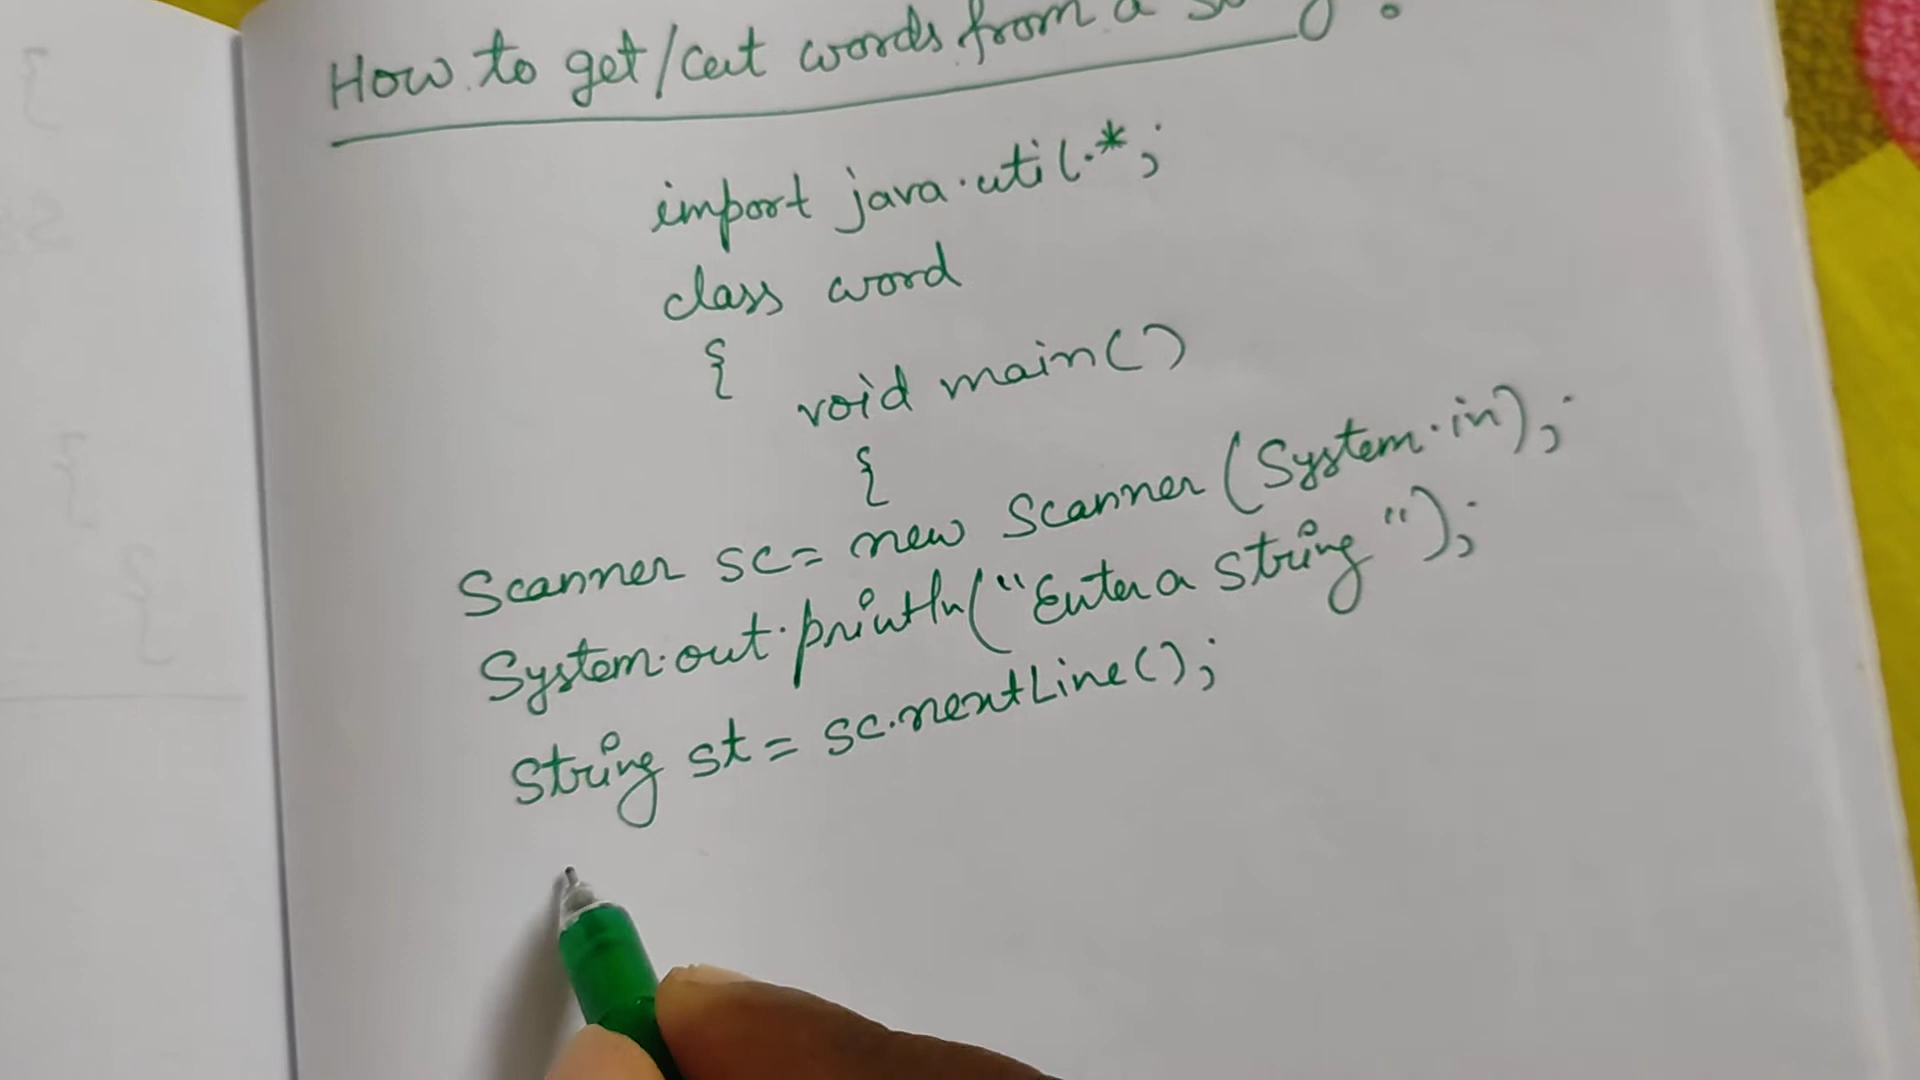 How to get/cut words from a
import java.util.*;
class word
{
void main()
{
Scanner sc = new Scanner (System.in);
System.out.println("Enter a string");
String st = sc.nextLine();